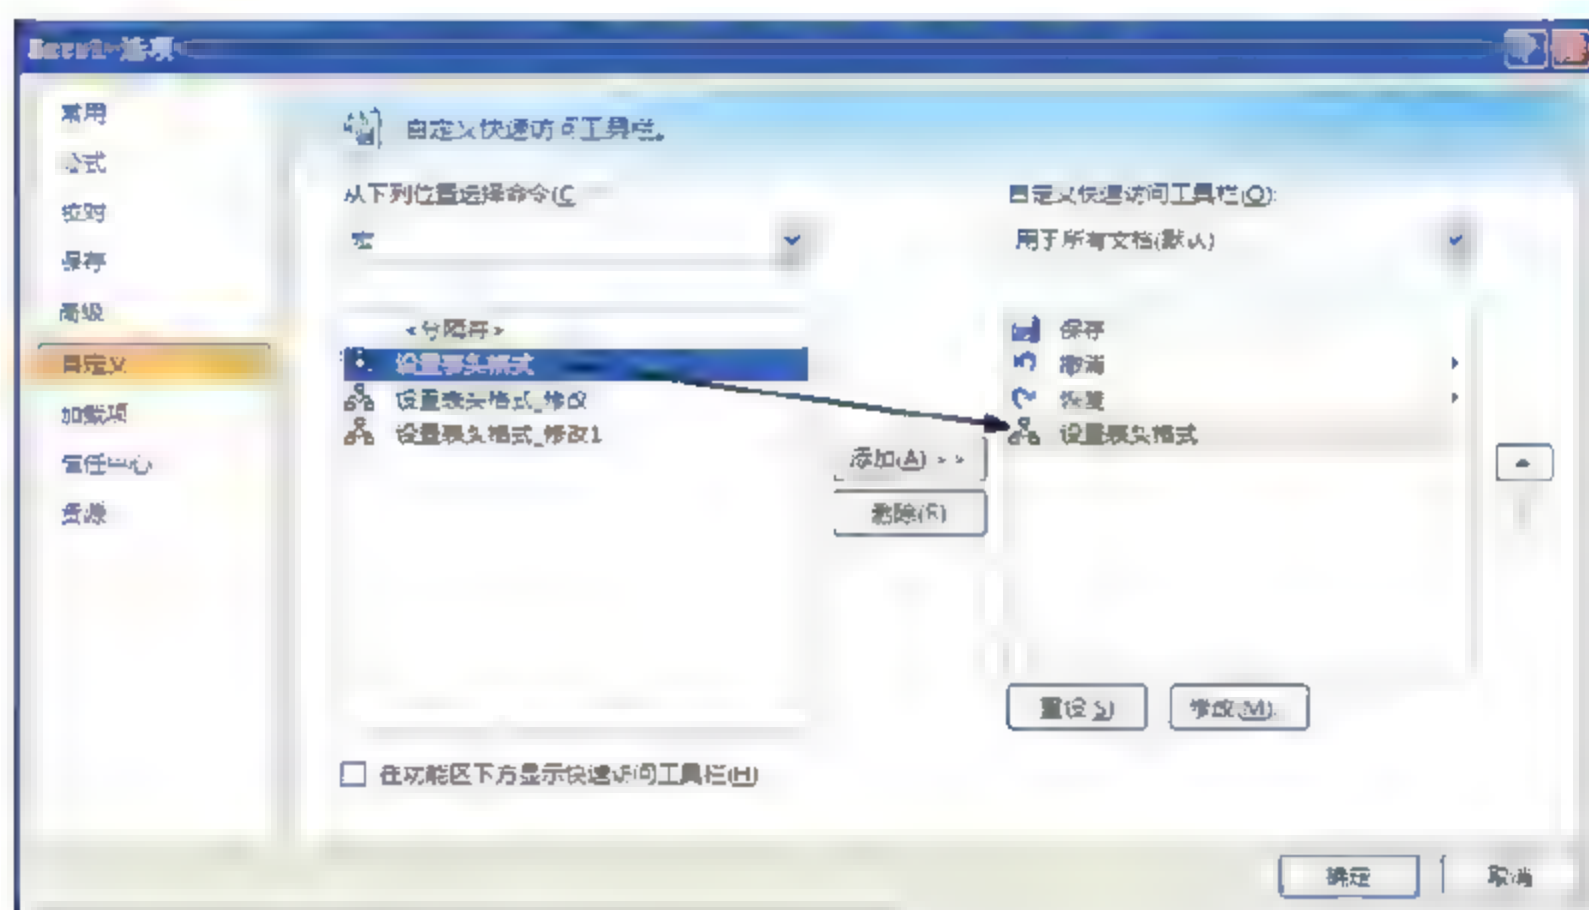 Excel 选项
常用
公式
校对
保存
高级
自定义
加载项
信任中心
资源
自定义快速访问工具栏。
从下列位置选择命令(C
宏
<分隔符>
设置表头格式
设置表头格式_修改
设置表头格式_修改1
添加(A) >>
删除(R)
自定义快速访问工具栏(Q):
用于所有文档(默认)
保存
撤消
恢复
设置表头格式
重设(S)
修改(M)
在功能区下方显示快速访问工具栏(H)
确定
取消